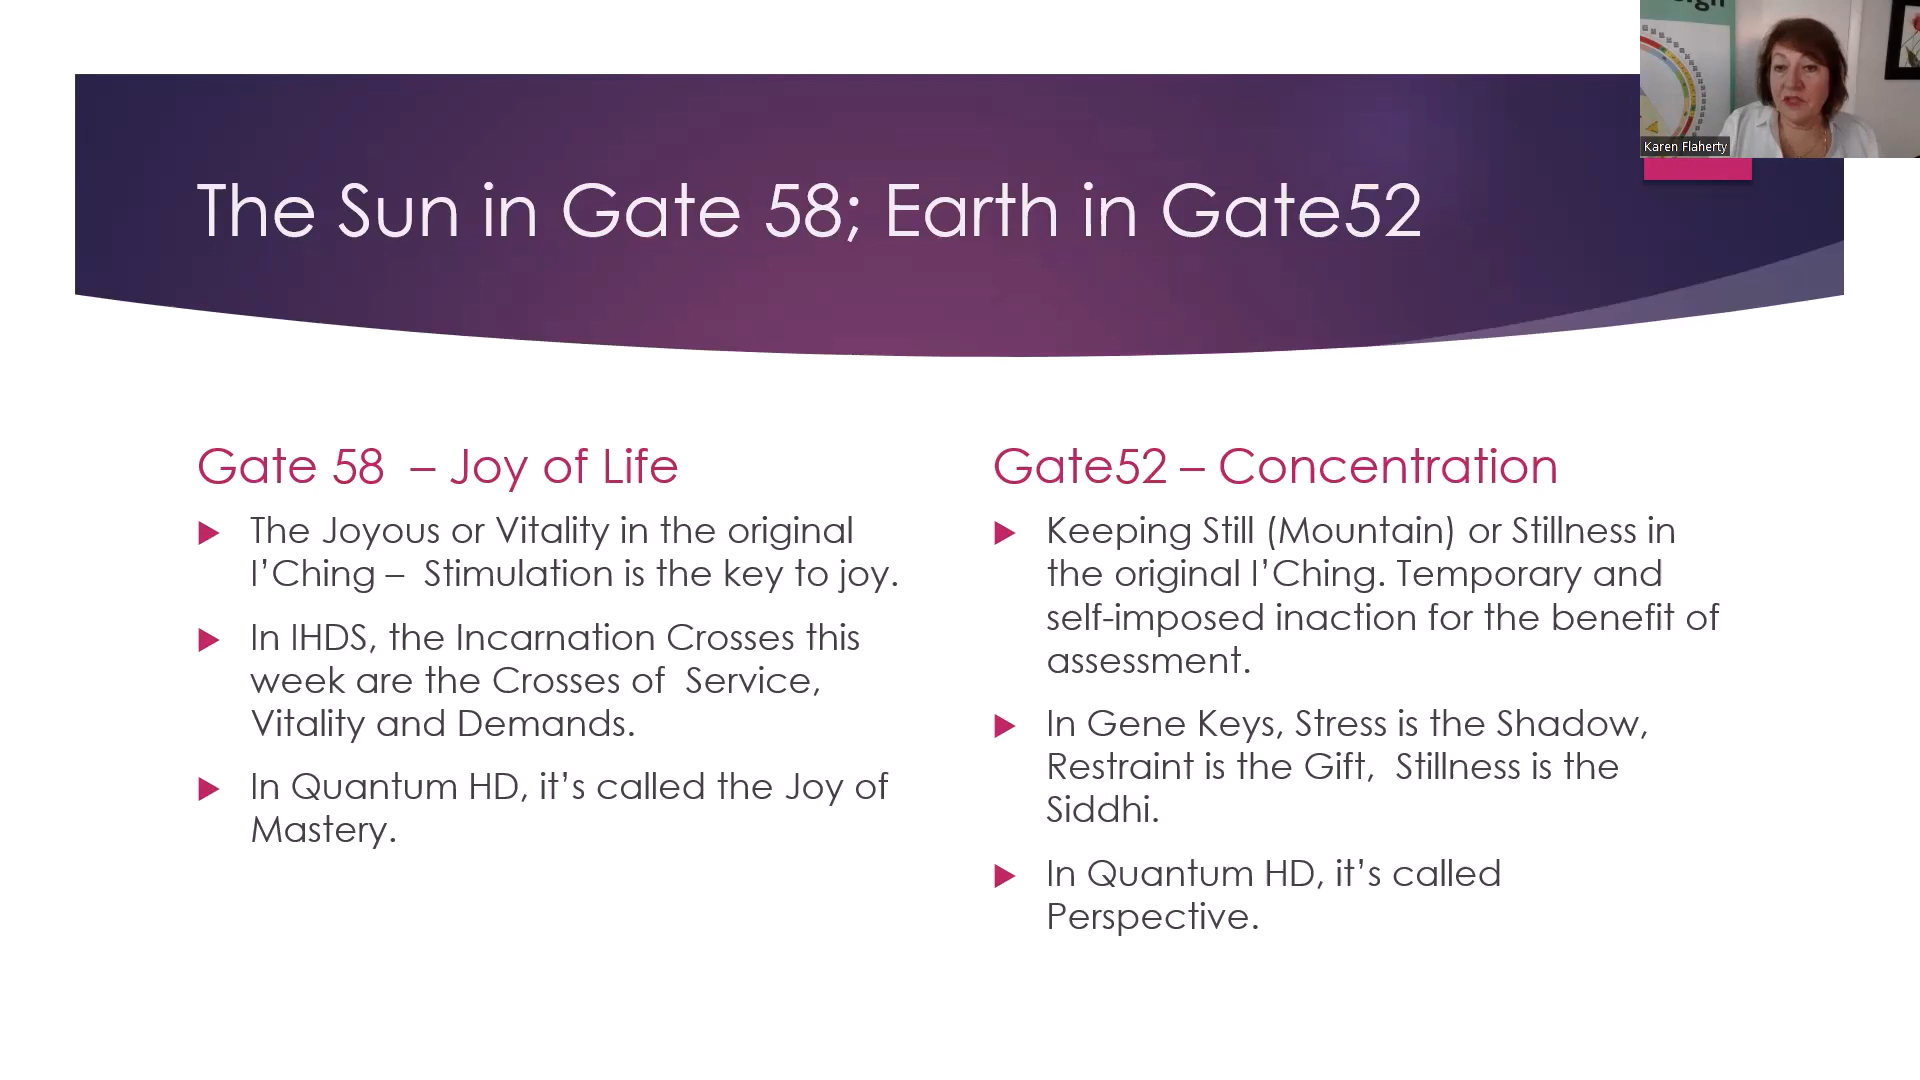 sign
Karen Flaherty
The Sun in Gate 58; Earth in Gate52
Gate 58  – Joy of Life
The Joyous or Vitality in the original
I’Ching –  Stimulation is the key to joy.
In IHDS, the Incarnation Crosses this
week are the Crosses of  Service,
Vitality and Demands.
In Quantum HD, it’s called the Joy of
Mastery.
Gate52 – Concentration
Keeping Still (Mountain) or Stillness in
the original I’Ching. Temporary and
self-imposed inaction for the benefit of
assessment.
In Gene Keys, Stress is the Shadow,
Restraint is the Gift,  Stillness is the
Siddhi.
In Quantum HD, it’s called
Perspective.